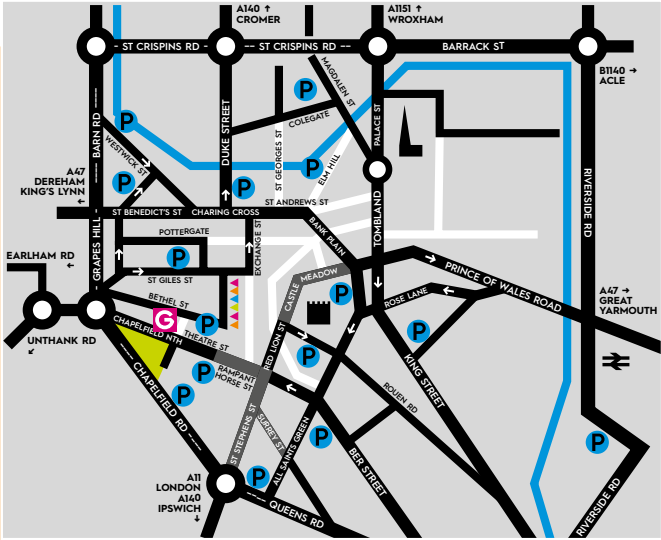 A140 ↑
CROMER
A1151 ↑
WROXHAM
ST CRISPINS RD
ST CRISPINS RD
BARRACK ST
B1140 →
ACLE
MAGDALEN ST
P
COLEGATE
P
BARN RD
DUKE STREET
PALACE ST
WESTWICK ST
ST GEORGES ST
ELM HILL
P
A47
DEREHAM
KING'S LYNN
←
P
P
RIVERSIDE RD
ST ANDREWS ST
ST BENEDICT'S ST
CHARING CROSS
BANK PLAIN
TOMBLAND
POTTERGATE
EXCHANGE ST
GRAPES HILL
EARLHAM RD
←
P
ST GILES ST
CASTLE MEADOW
PRINCE OF WALES ROAD
A47 →
GREAT
YARMOUTH
BETHEL ST
P
ROSE LANE
G
P
CHAPELFIELD NTH
THEATRE ST
RED LION ST
P
UNTHANK RD
↙
P
KING STREET
P
RAMPANT
HORSE ST
CHAPELFIELD RD
P
ROUEN RD
ST STEPHENS ST
SURREY ST
ALL SAINTS GREEN
P
P
BER STREET
A11
LONDON
A140
IPSWICH
↓
P
QUEENS RD
RIVERSIDE RD